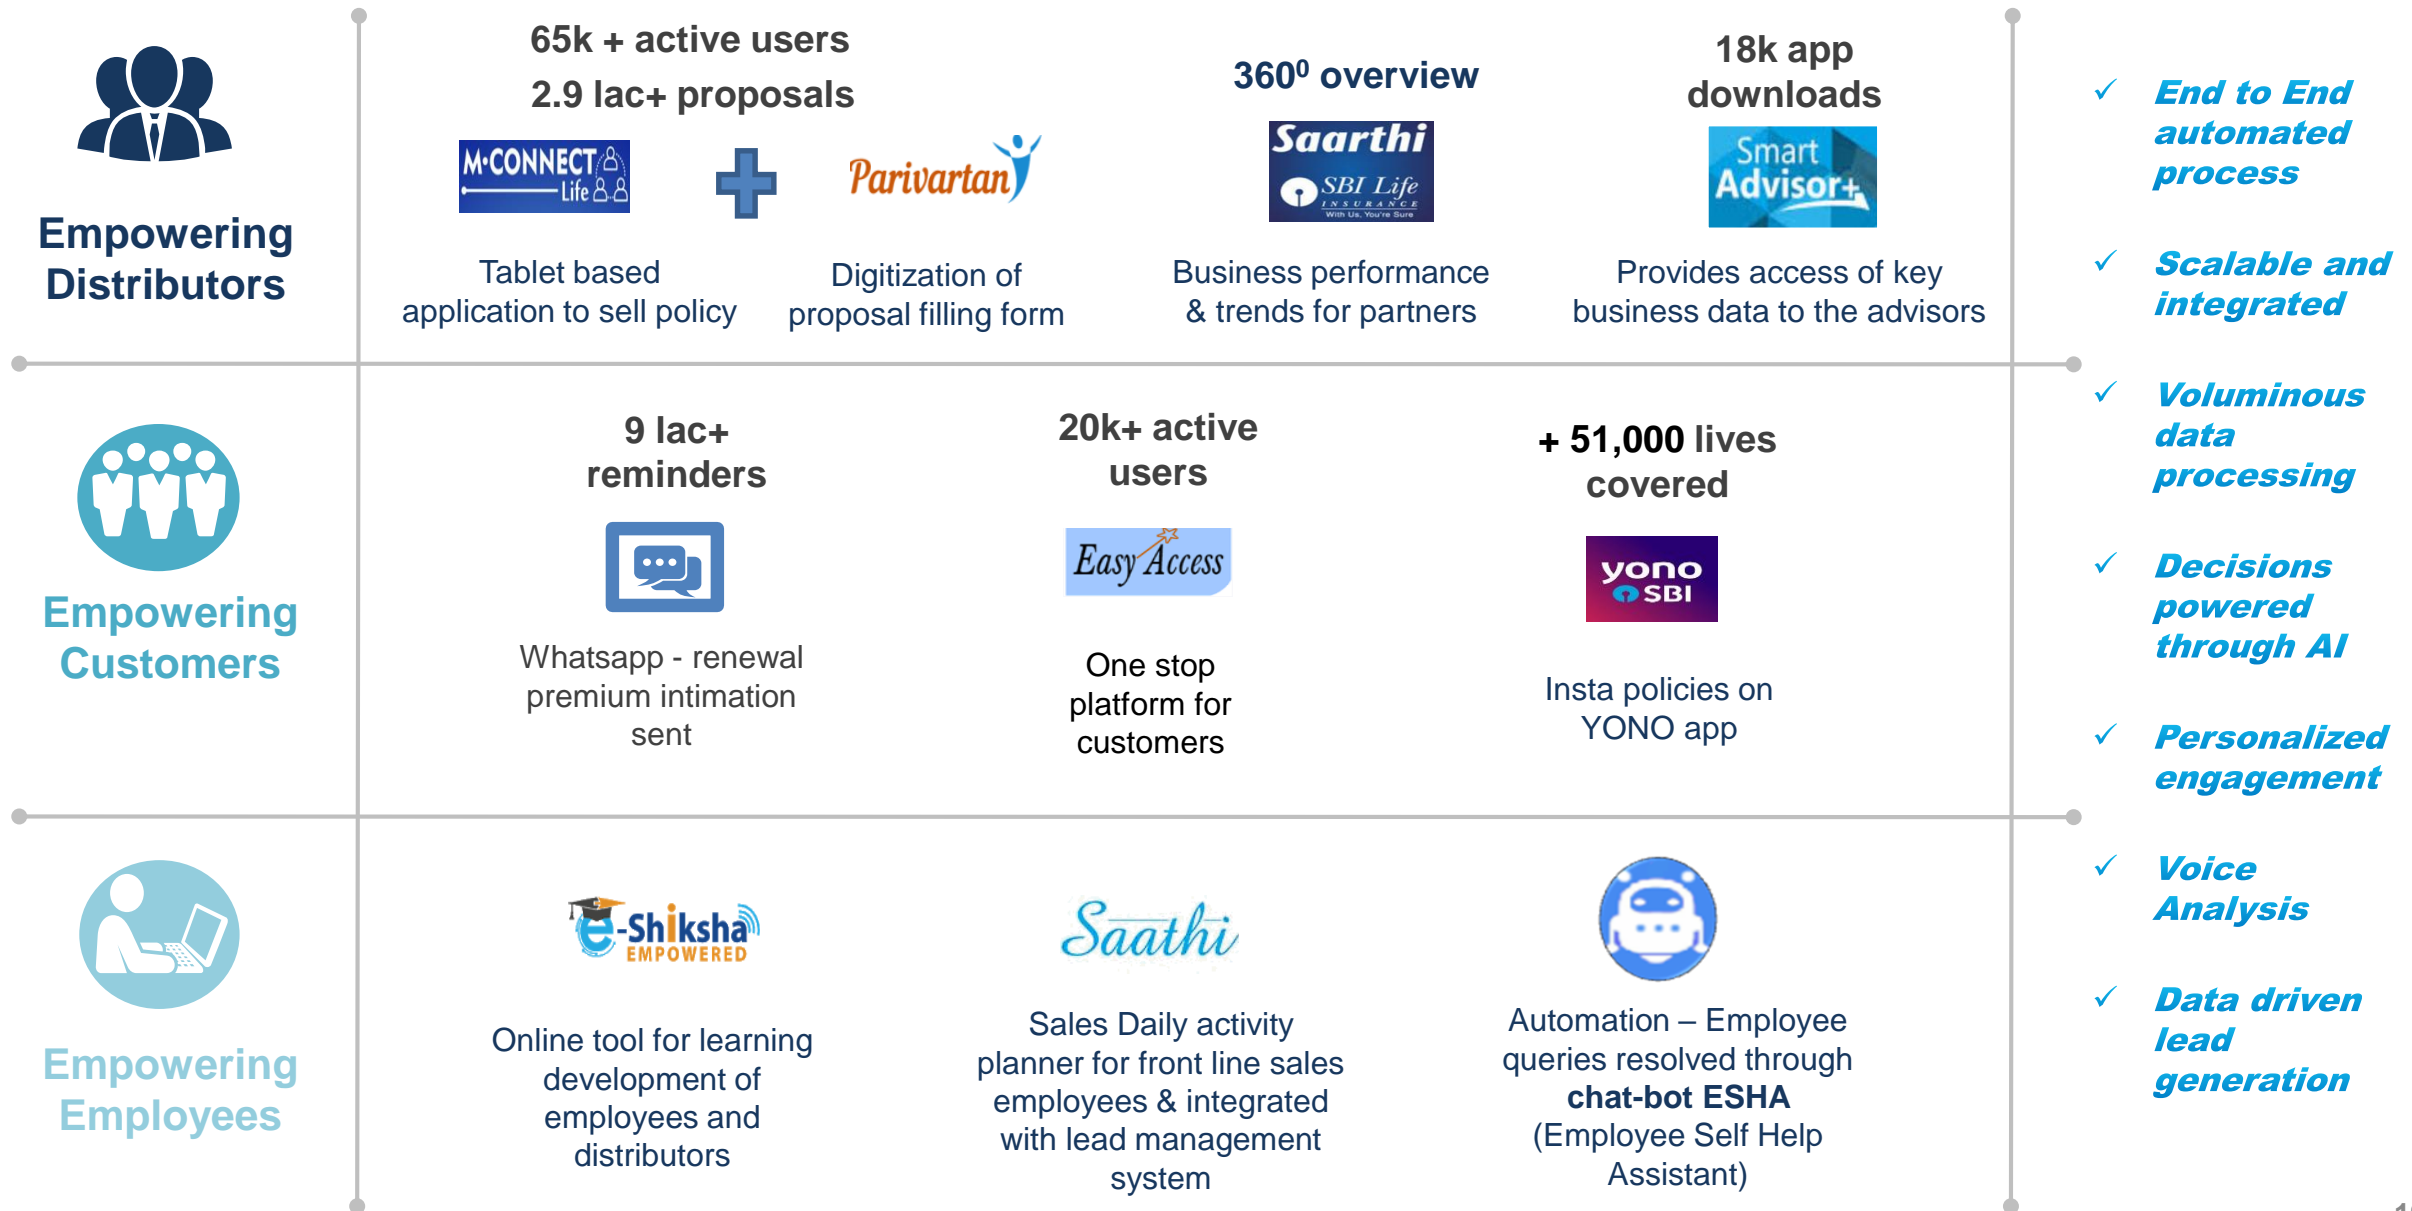 65k + active users
2.9 lac+ proposals
360⁰ overview
18k app
downloads
M-CONNECT
Life
Parivartan
Saarthi
SBI Life
INSURANCE
With Us, You're Sure
Smart
Advisor+
Empowering
Distributors
Tablet based
application to sell policy
Digitization of
proposal filling form
Business performance
& trends for partners
Provides access of key
business data to the advisors
9 lac+
reminders
20k+ active
users
+ 51,000 lives
covered
Easy Access
yono
SBI
Empowering
Customers
Whatsapp - renewal
premium intimation
sent
One stop
platform for
customers
Insta policies on
YONO app
e-Shiksha
EMPOWERED
Saathi
Empowering
Employees
Online tool for learning
development of
employees and
distributors
Sales Daily activity
planner for front line sales
employees & integrated
with lead management
system
Automation – Employee
queries resolved through
chat-bot ESHA
(Employee Self Help
Assistant)
✓ End to End
automated
process
✓ Scalable and
integrated
✓ Voluminous
data
processing
✓ Decisions
powered
through AI
✓ Personalized
engagement
✓ Voice
Analysis
✓ Data driven
lead
generation